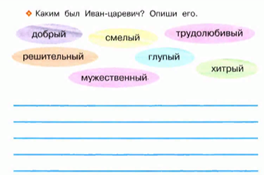 Каким был Иван-царевич? Опиши его.
добрый смелый трудолюбивый
решительный глупый хитрый
мужественный